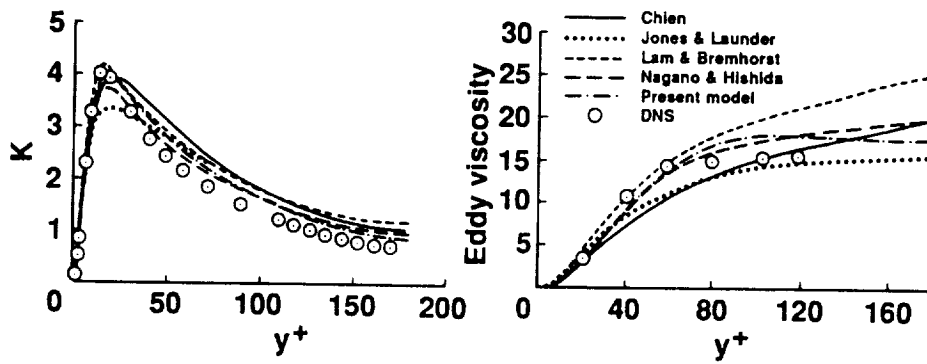 5
4
3
2
1
0
K
50
100
150
200
y+
30
25
20
15
10
5
0
Eddy viscosity
40
80
120
160
y+
Chien
Jones & Launder
Lam & Bremhorst
Nagano & Hishida
Present model
DNS